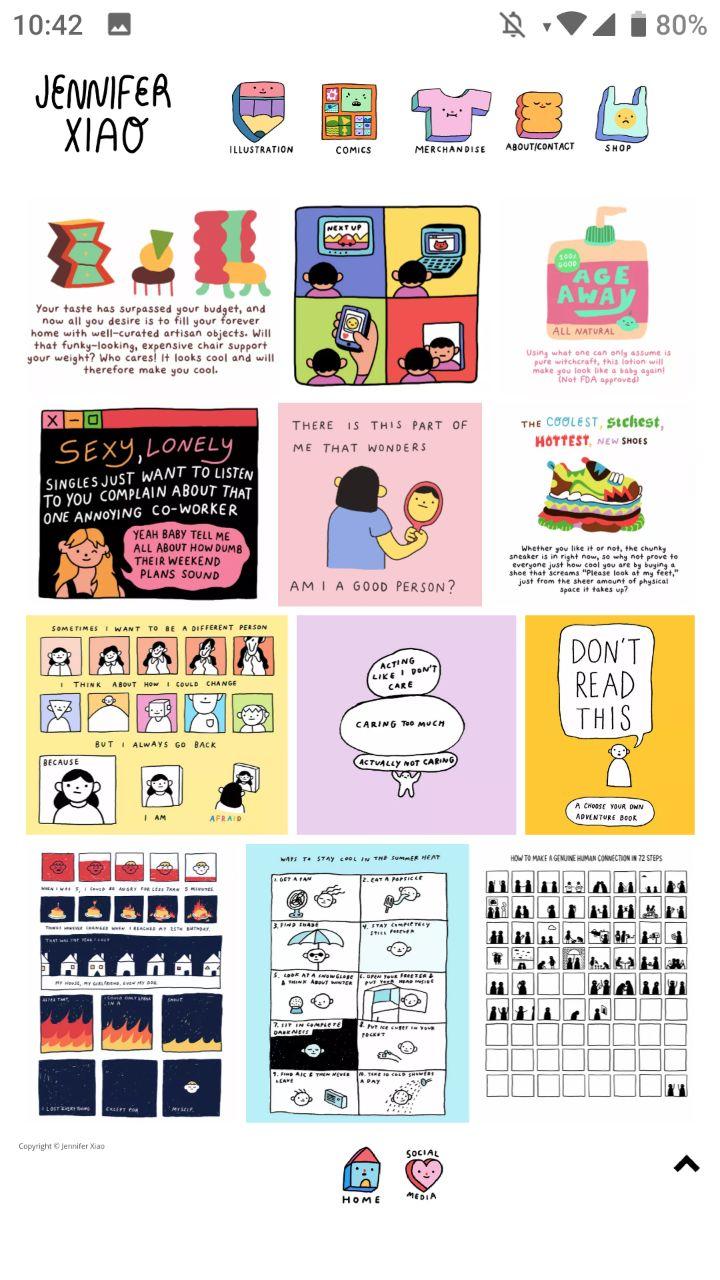 10:42
80%
JENNIFER
XIAO
ILLUSTRATION
COMICS
MERCHANDISE
ABOUT/CONTACT
SHOP
Your taste has surpassed your budget, and
now all you desire is to fill your forever
home with well-curated artisan objects. Will
that funky-looking, expensive chair support
your weight? Who cares! It looks cool and will
therefore make you cool.
NEXT UP
100%
GOOD
AGE
AWAY
ALL NATURAL
Using what one can only assume is
pure witchcraft, this lotion will
make you look like a baby again!
(Not FDA approved)
X
SEXY, LONELY
SINGLES JUST WANT TO LISTEN
TO YOU COMPLAIN ABOUT THAT
ONE ANNOYING CO-WORKER
YEAH BABY TELL ME
ALL ABOUT HOW DUMB
THEIR WEEKEND
PLANS SOUND
THERE IS THIS PART OF
ME THAT WONDERS
AM I A GOOD PERSON?
THE COOLEST, SICKEST,
HOTTEST, NEW SHOES
Whether you like it or not, the chunky
sneaker is in right now, so why not prove to
everyone just how cool you are by buying a
shoe that screams "Please look at my feet,"
just from the sheer amount of physical
space it takes up?
SOMETIMES I WANT TO BE A DIFFERENT PERSON
I THINK ABOUT HOW I COULD CHANGE
BUT I ALWAYS GO BACK
BECAUSE
I AM
AFRAID
ACTING
LIKE I DON'T
CARE
CARING TOO MUCH
ACTUALLY NOT CARING
DON'T
READ
THIS
A CHOOSE YOUR OWN
ADVENTURE BOOK
WHEN I WAS 5, I COULD BE ANGRY FOR LESS THAN 5 MINUTES.
THINGS HOWEVER CHANGED WHEN I REACHED MY 25TH BIRTHDAY.
THAT WAS THE YEAR I LOST
MY HOUSE, MY GIRLFRIEND, EVEN MY DOG.
AFTER THAT,
I COULD ONLY SPEAK
IN A
SHOUT.
I LOST EVERYTHING
EXCEPT FOR
MYSELF.
WAYS TO STAY COOL IN THE SUMMER HEAT
1. GET A FAN
2. EAT A POPSICLE
3. FIND SHADE
4. STAY COMPLETELY
STILL FOREVER
5. LOOK AT A SNOWGLOBE
& THINK ABOUT WINTER
6. OPEN YOUR FREEZER &
PUT YOUR HEAD INSIDE
7. SIT IN COMPLETE
DARKNESS
8. PUT ICE CUBES IN YOUR
POCKET
9. FIND A/C & THEN NEVER
LEAVE
10. TAKE 10 COLD SHOWERS
A DAY
HOW TO MAKE A GENUINE HUMAN CONNECTION IN 72 STEPS
Copyright © Jennifer Xiao
HOME
SOCIAL
MEDIA